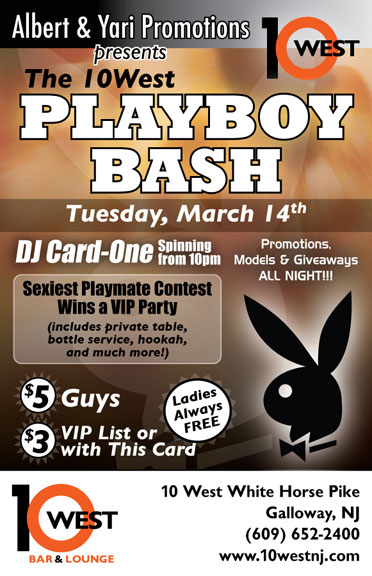 Albert & Yari Promotions
presents
10 WEST
The 10West
PLAYBOY
BASH
Tuesday, March 14th
DJ Card-One Spinning
from 10pm
Promotions,
Models & Giveaways
ALL NIGHT!!!
Sexiest Playmate Contest
Wins a VIP Party
(includes private table,
bottle service, hookah,
and much more!)
$5 Guys
Ladies
Always
FREE
$3 VIP List or
with This Card
10 WEST
BAR & LOUNGE
10 West White Horse Pike
Galloway, NJ
(609) 652-2400
www.10westnj.com